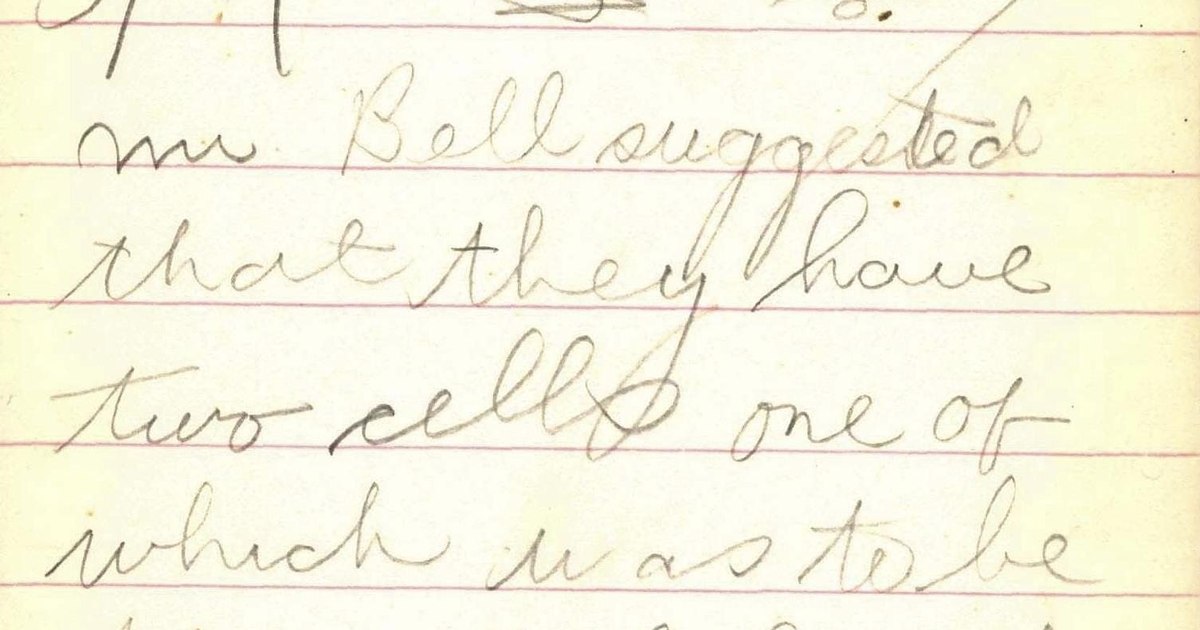 mr Bell suggested
that they have
two cells one of
which was to be